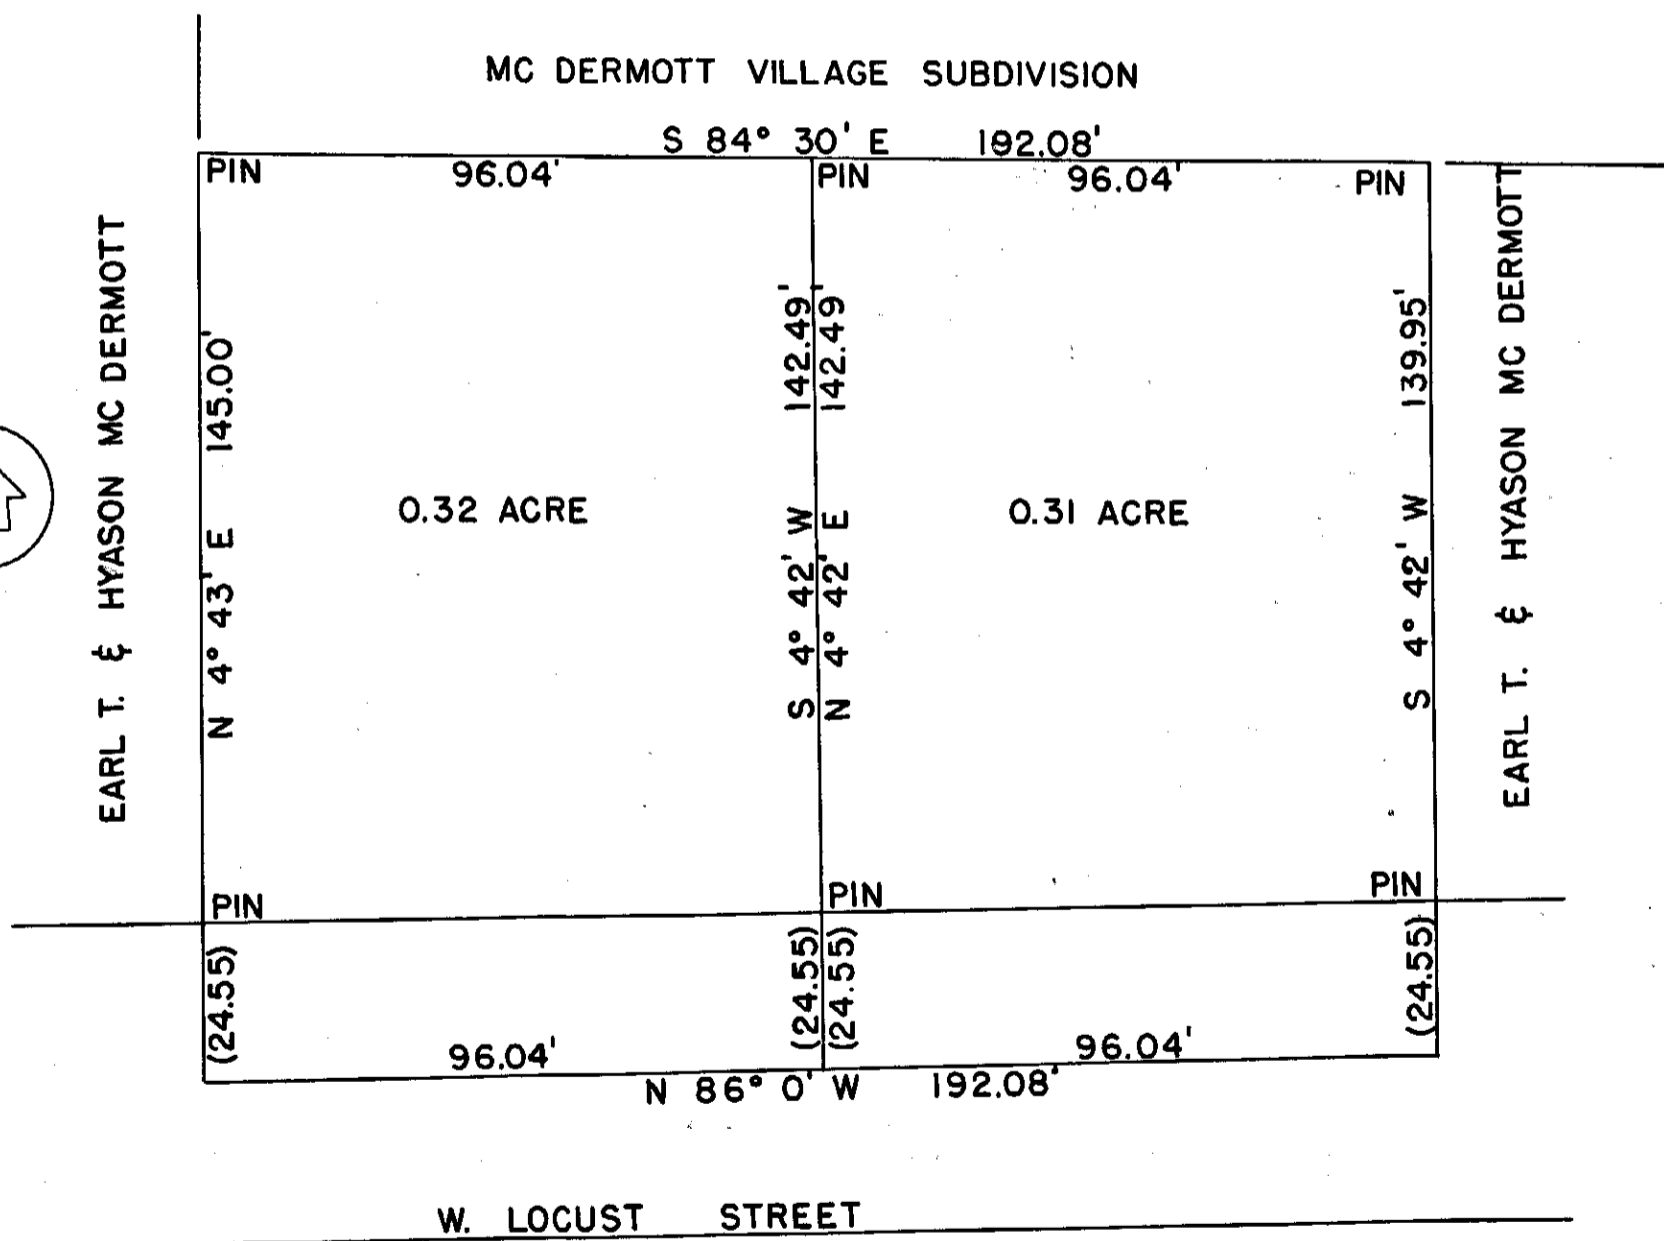 MC DERMOTT VILLAGE SUBDIVISION
S 84° 30' E 192.08'
PIN 96.04' PIN 96.04' PIN
EARL T. & HYASON MC DERMOTT
N 4° 43' E 145.00'
0.32 ACRE
S 4° 42' W 142.49'
N 4° 42' E 142.49'
0.31 ACRE
S 4° 42' W 139.95'
EARL T. & HYASON MC DERMOTT
PIN PIN PIN
(24.55) (24.55) (24.55) (24.55)
96.04' 96.04'
N 86° 0' W 192.08'
W. LOCUST STREET